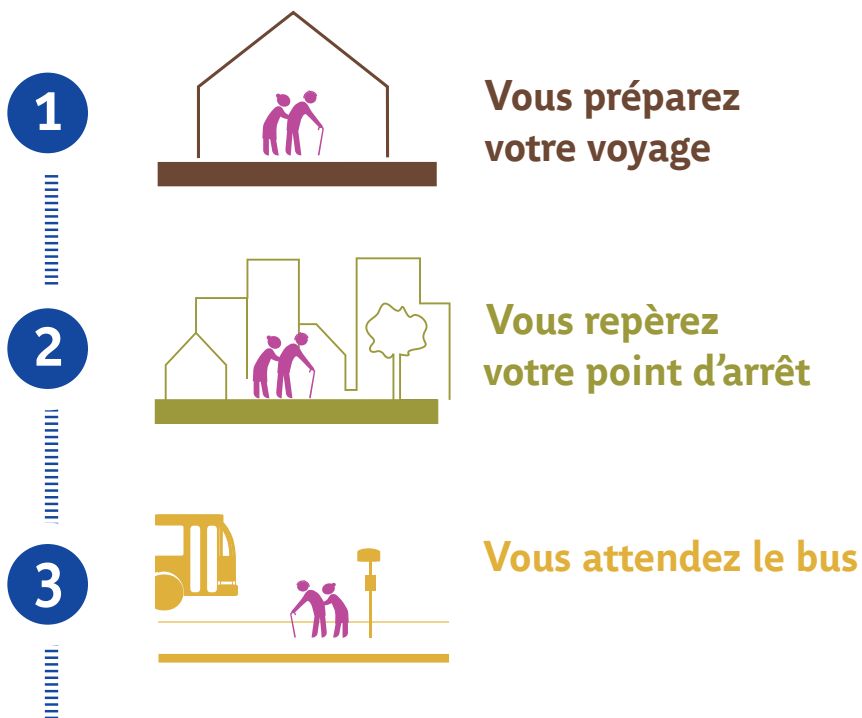 1
Vous préparez
votre voyage
2
Vous repèrez
votre point d'arrêt
3
Vous attendez le bus